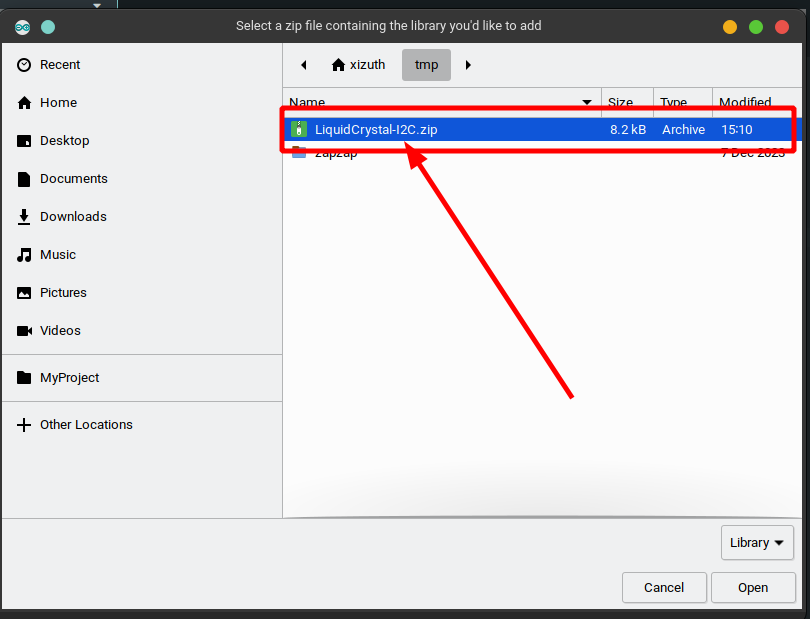 Select a zip file containing the library you'd like to add
Recent
Home
Desktop
Documents
Downloads
Music
Pictures
Videos
MyProject
Other Locations
xizuth tmp
Name Size Type Modified
LiquidCrystal-I2C.zip 8.2 kB Archive 15:10
zapzap 7 Dec 2023
Library
Cancel Open